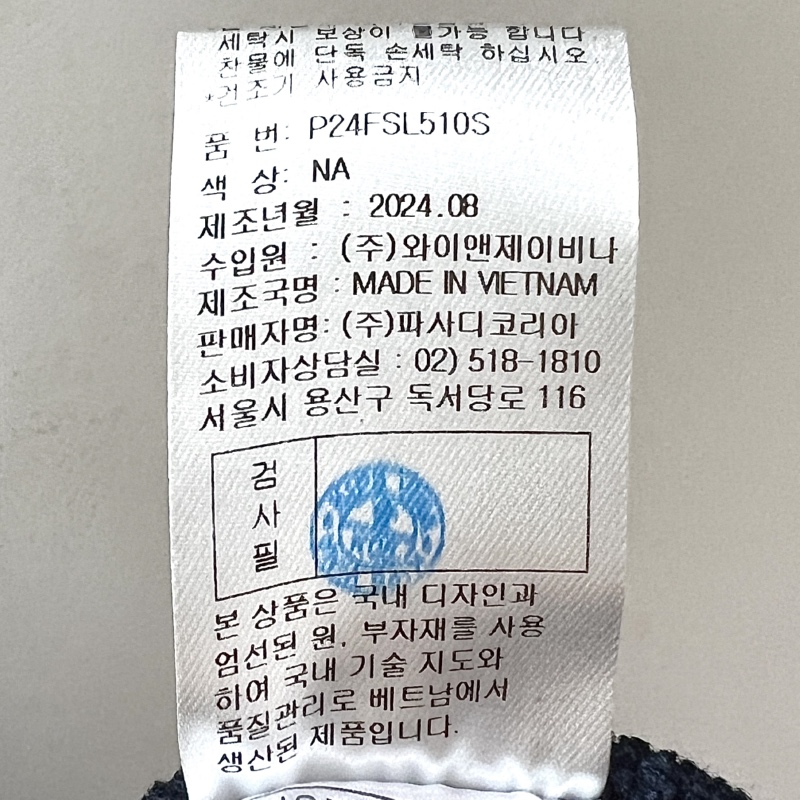 세탁시 보상이 불가능 합니다
찬물에 단독 손세탁 하십시오.
*건조기 사용금지
품 번: P24FSL510S
색 상: NA
제조년월 : 2024.08
수입원 : (주)와이앤제이비나
제조국명 : MADE IN VIETNAM
판매자명: (주)파사디코리아
소비자상담실 : 02) 518-1810
서울시 용산구 독서당로 116
검
사
필
본 상품은 국내 디자인과
엄선된 원, 부자재를 사용
하여 국내 기술 지도와
품질관리로 베트남에서
생산된 제품입니다.